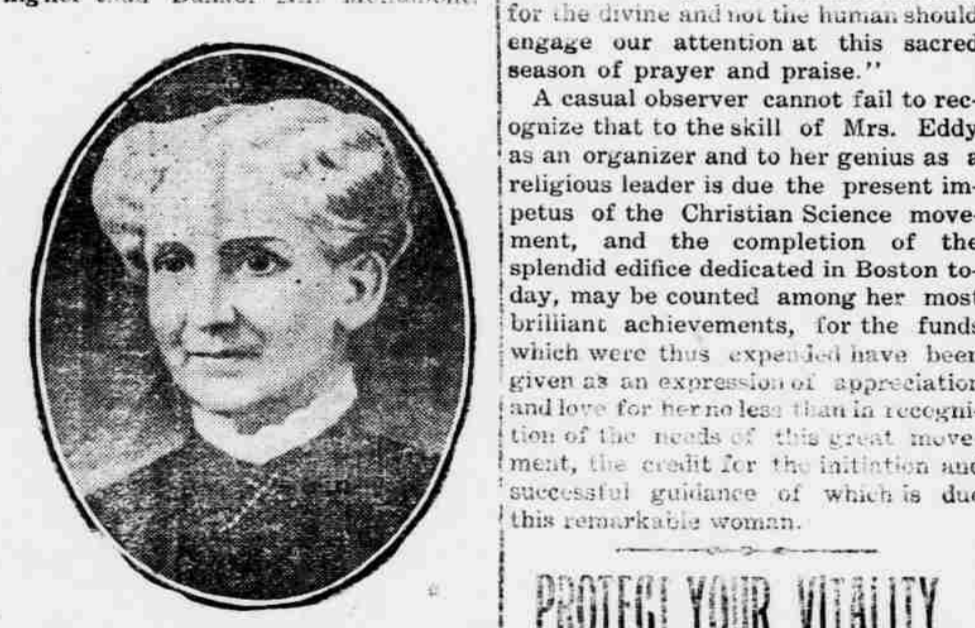 for the divine and not the human should
engage our attention at this sacred
season of prayer and praise."
A casual observer cannot fail to rec-
ognize that to the skill of Mrs. Eddy
as an organizer and to her genius as a
religious leader is due the present im-
petus of the Christian Science move-
ment, and the completion of the
splendid edifice dedicated in Boston to-
day, may be counted among her most
brilliant achievements, for the funds
which were thus expended have been
given as an expression of appreciation
and love for her no less than in recogni
tion of the needs of this great move-
ment, the credit for the initiation and
successful guidance of which is due
this remarkable woman.
PROTECT YOUR VITALITY